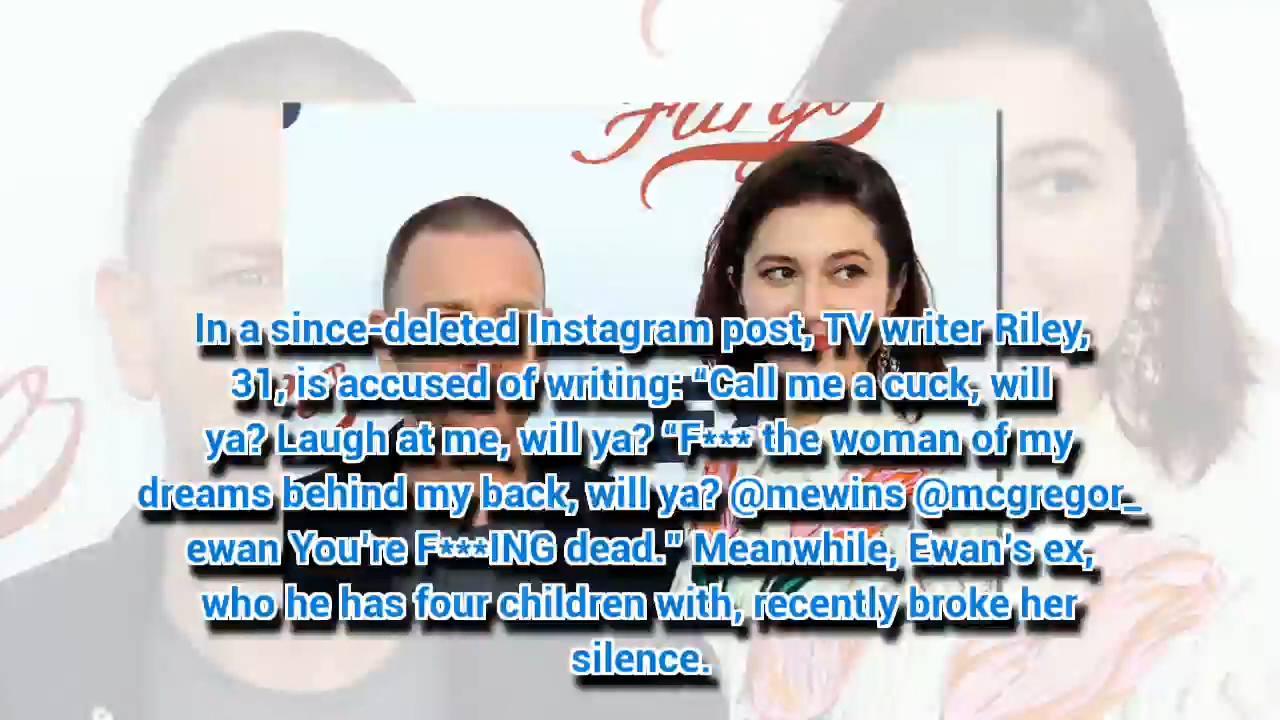 Fargo
In a since-deleted Instagram post, TV writer Riley,
31, is accused of writing: “Call me a cuck, will
ya? Laugh at me, will ya? “F*** the woman of my
dreams behind my back, will ya? @mewins @mcgregor_
ewan You’re F***ING dead.” Meanwhile, Ewan’s ex,
who he has four children with, recently broke her
silence.